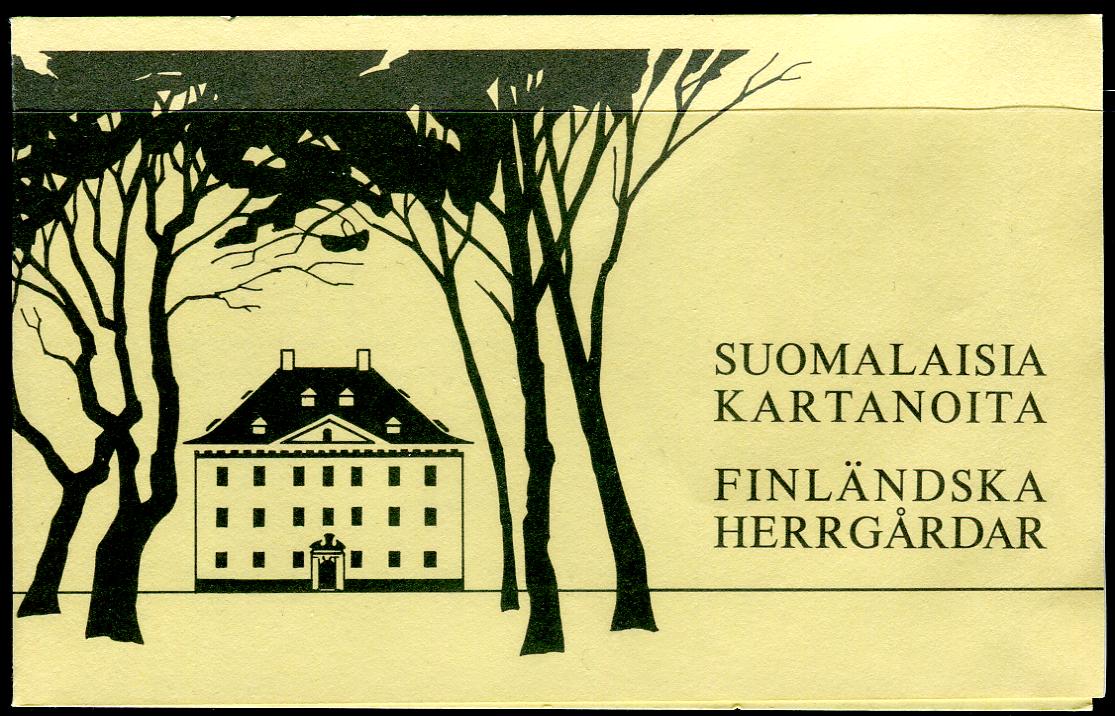 SUOMALAISIA
KARTANOITA
FINLÄNDSKA
HERRGÅRDAR